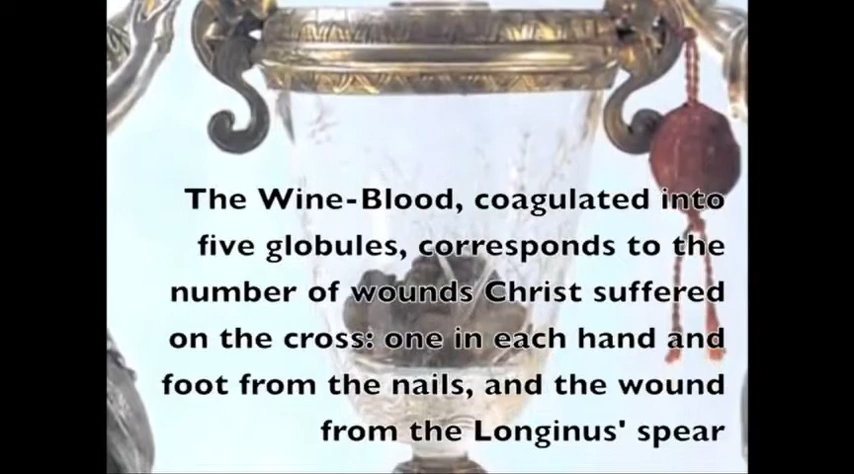 The Wine-Blood, coagulated into
five globules, corresponds to the
number of wounds Christ suffered
on the cross: one in each hand and
foot from the nails, and the wound
from the Longinus' spear